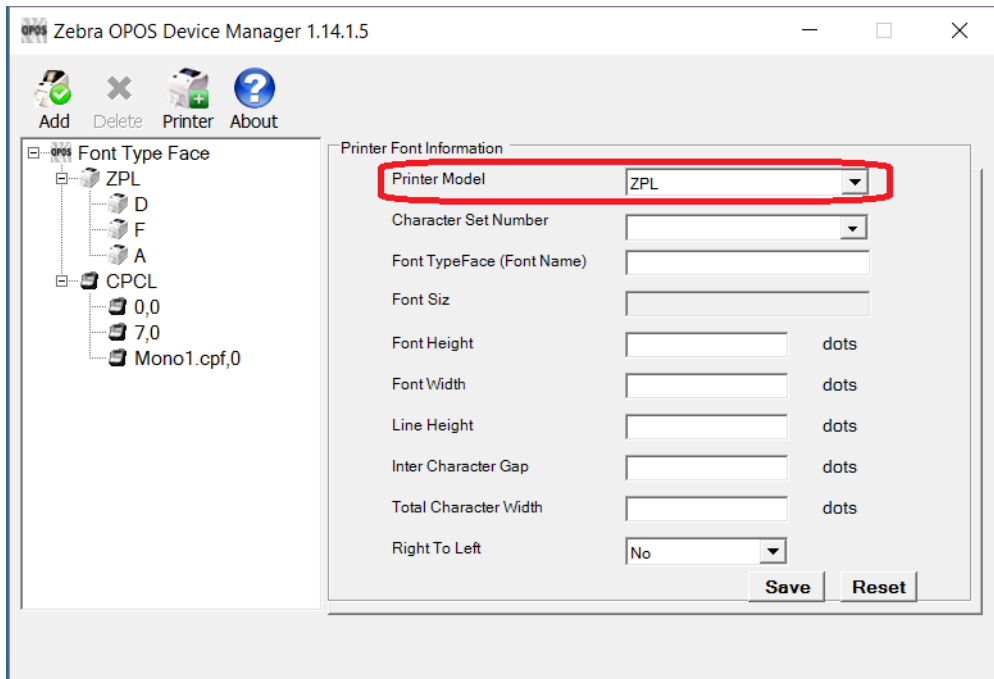 OPOS Zebra OPOS Device Manager 1.14.1.5
Add Delete Printer About
OPOS Font Type Face
ZPL
D
F
A
CPCL
0,0
7,0
Mono1.cpf,0
Printer Font Information
Printer Model ZPL
Character Set Number
Font TypeFace (Font Name)
Font Siz
Font Height dots
Font Width dots
Line Height dots
Inter Character Gap dots
Total Character Width dots
Right To Left No
Save Reset